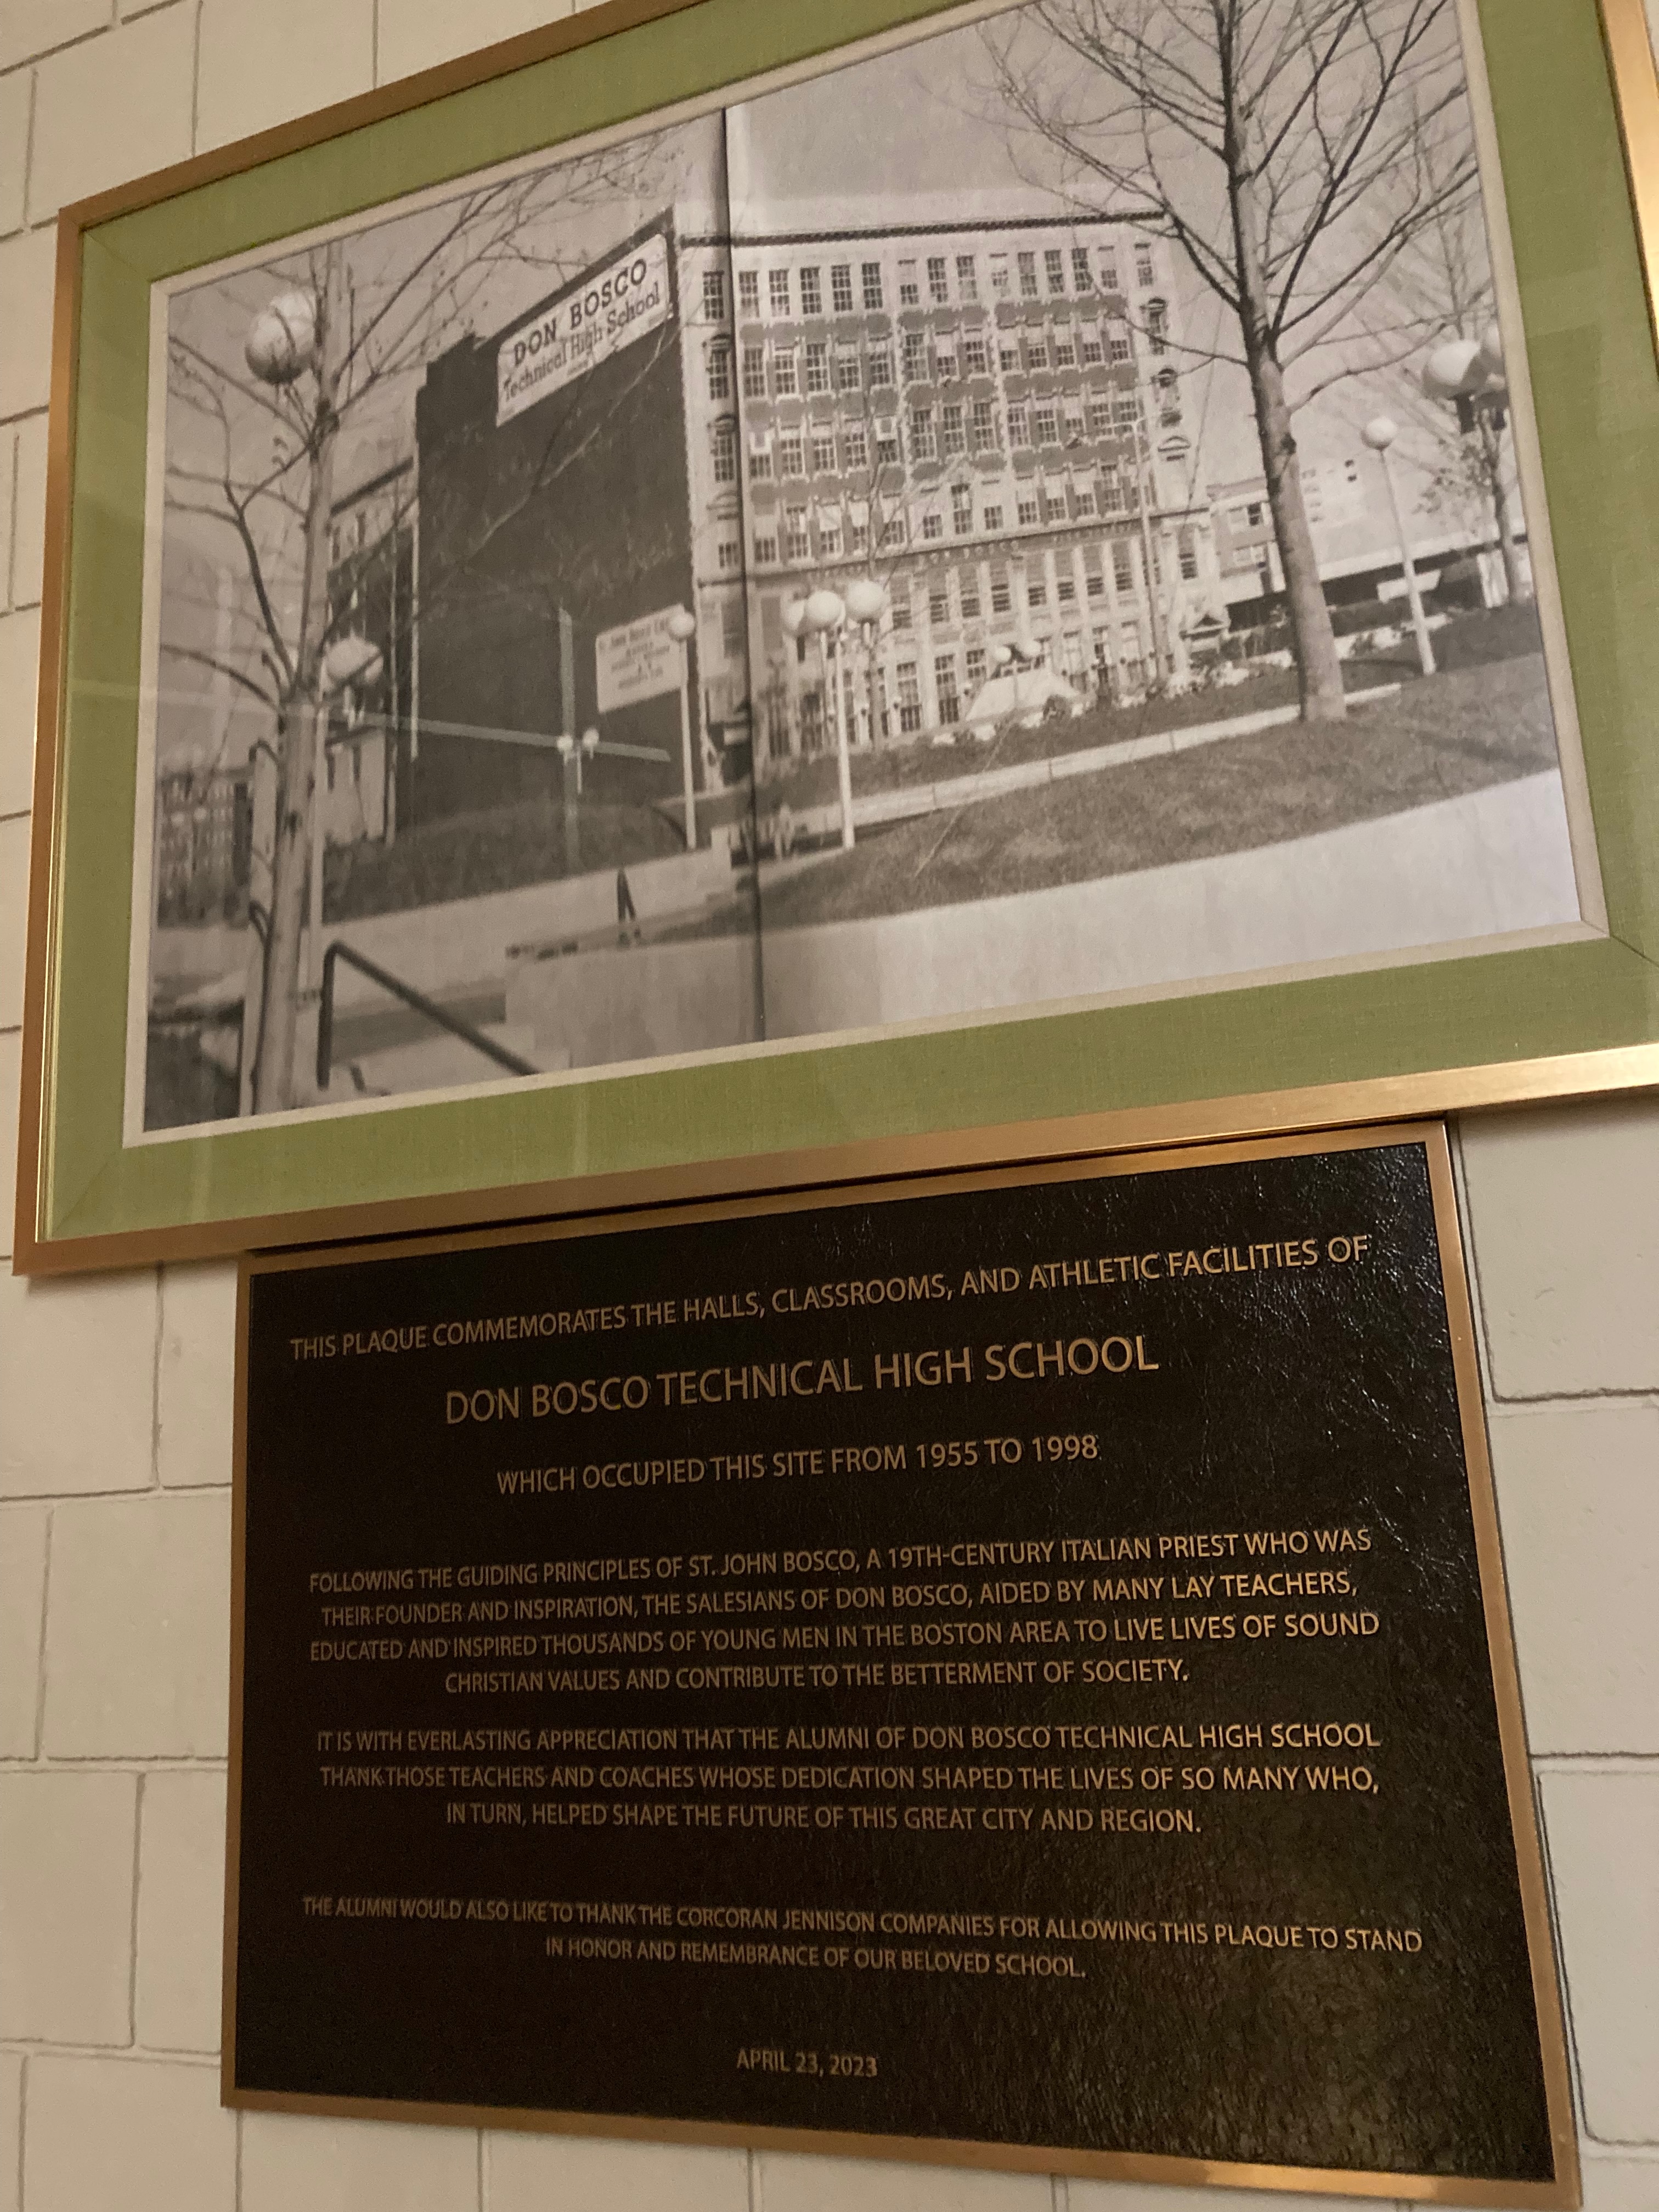 DON BOSCO
Technical High School
THIS PLAQUE COMMEMORATES THE HALLS, CLASSROOMS, AND ATHLETIC FACILITIES OF
DON BOSCO TECHNICAL HIGH SCHOOL
WHICH OCCUPIED THIS SITE FROM 1955 TO 1998
FOLLOWING THE GUIDING PRINCIPLES OF ST. JOHN BOSCO, A 19TH-CENTURY ITALIAN PRIEST WHO WAS
THEIR FOUNDER AND INSPIRATION, THE SALESIANS OF DON BOSCO, AIDED BY MANY LAY TEACHERS,
EDUCATED AND INSPIRED THOUSANDS OF YOUNG MEN IN THE BOSTON AREA TO LIVE LIVES OF SOUND
CHRISTIAN VALUES AND CONTRIBUTE TO THE BETTERMENT OF SOCIETY.
IT IS WITH EVERLASTING APPRECIATION THAT THE ALUMNI OF DON BOSCO TECHNICAL HIGH SCHOOL
THANK THOSE TEACHERS AND COACHES WHOSE DEDICATION SHAPED THE LIVES OF SO MANY WHO,
IN TURN, HELPED SHAPE THE FUTURE OF THIS GREAT CITY AND REGION.
THE ALUMNI WOULD ALSO LIKE TO THANK THE CORCORAN JENNISON COMPANIES FOR ALLOWING THIS PLAQUE TO STAND
IN HONOR AND REMEMBRANCE OF OUR BELOVED SCHOOL.
APRIL 23, 2023